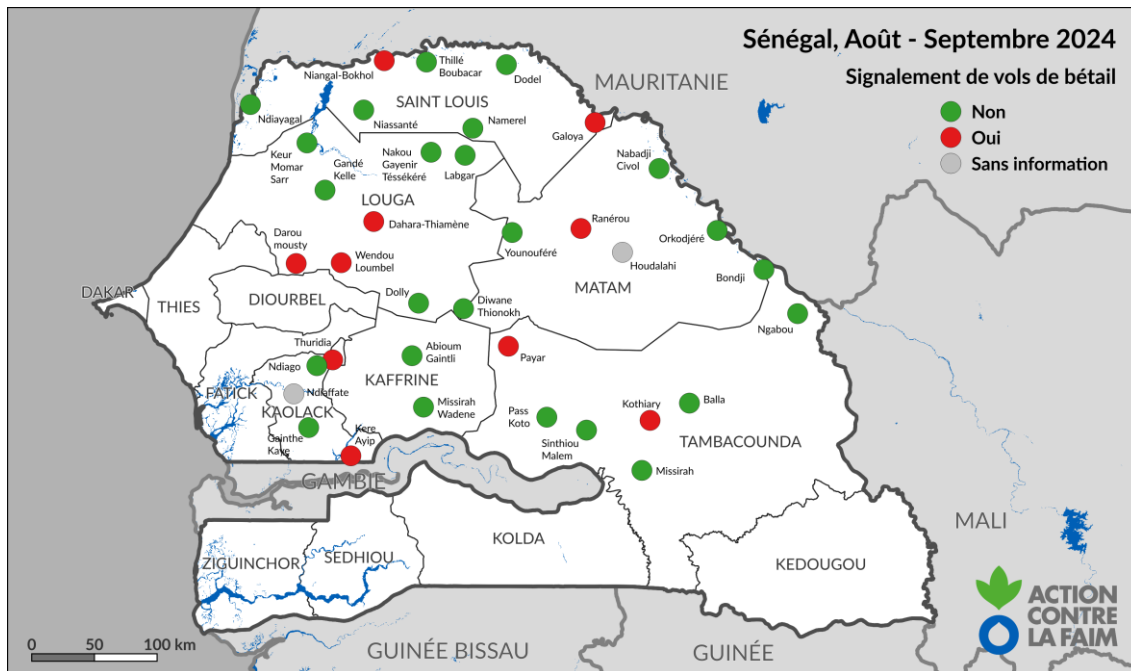 Sénégal, Août - Septembre 2024
Signalement de vols de bétail
Non
Oui
Sans information
MAURITANIE
Niangal-Bokhol
Thillé
Boubacar
Dodel
SAINT LOUIS
Ndiayagal
Niassanté
Namerel
Galoya
Keur
Momar
Sarr
Gandé
Kelle
Nakou
Gayenir
Téssékéré
Labgar
Nabadji
Civol
LOUGA
Dahara-Thiamène
Ranérou
Orkodjéré
Darou
mousty
Wendou
Loumbel
Younouféré
Houdalahi
Bondji
MATAM
DAKAR
THIES
DIOURBEL
Dolly
Diwane
Thionokh
Ngabou
Thuridia
Ndiago
Abioum
Gaintli
Payar
KAFFRINE
FATICK
Ndiaffate
KAOLACK
Missirah
Wadene
Pass
Koto
Kothiary
Balla
Gainthe
Kaye
Kere
Ayip
Sinthiou
Malem
TAMBACOUNDA
Missirah
GAMBIE
MALI
KOLDA
ZIGUINCHOR
SEDHIOU
KEDOUGOU
ACTION
CONTRE
LA FAIM
0 50 100 km
GUINÉE BISSAU
GUINÉE